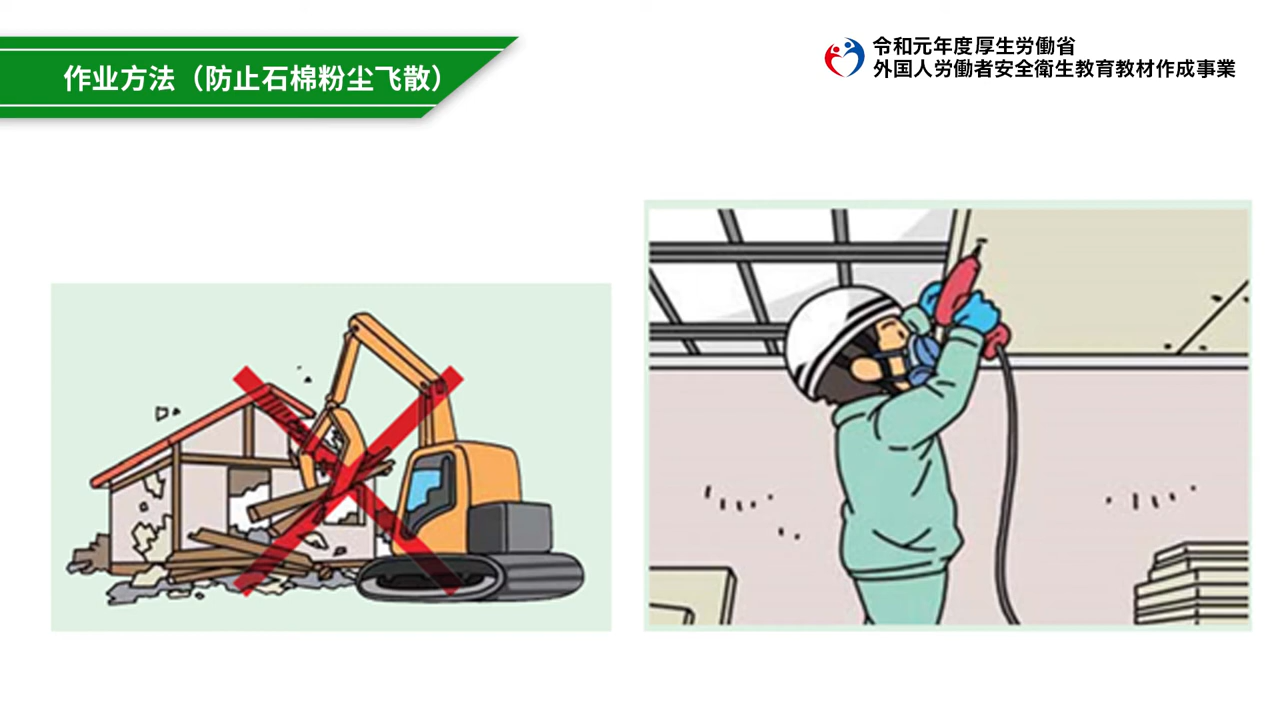 作业方法（防止石棉粉尘飞散）
令和元年度厚生労働省
外国人労働者安全衛生教育教材作成事業